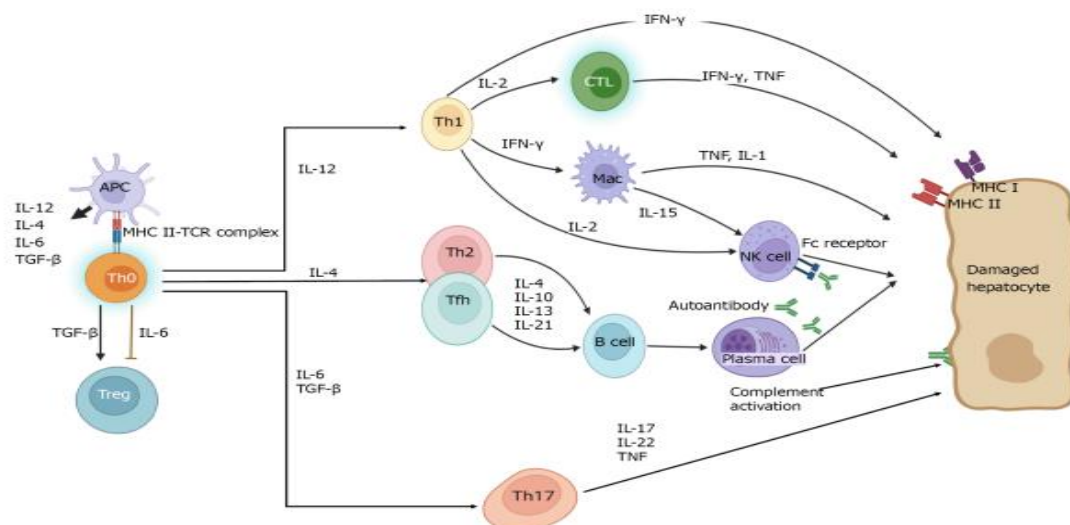 IFN-γ
IL-2
CTL
IFN-γ, TNF
Th1
IFN-γ
TNF, IL-1
Mac
IL-12
IL-15
IL-2
MHC I
MHC II
APC
IL-12
IL-4
IL-6
TGF-β
MHC II-TCR complex
Th0
IL-4
Th2
Tfh
IL-4
IL-10
IL-13
IL-21
NK cell
Fc receptor
Autoantibody
B cell
Plasma cell
Damaged
hepatocyte
TGF-β
IL-6
Treg
IL-6
TGF-β
Complement
activation
IL-17
IL-22
TNF
Th17